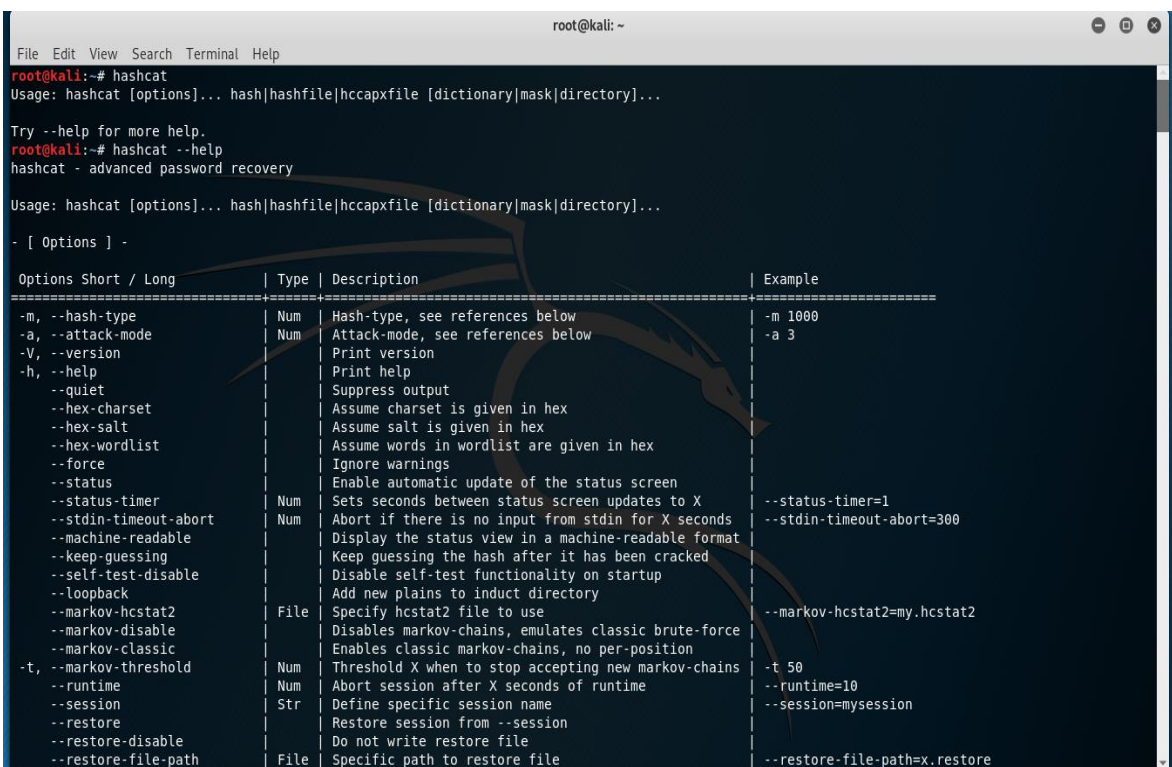 root@kali: ~
File Edit View Search Terminal Help
root@kali:~# hashcat
Usage: hashcat [options]... hash|hashfile|hccapxfile [dictionary|mask|directory]...
Try --help for more help.
root@kali:~# hashcat --help
hashcat - advanced password recovery
Usage: hashcat [options]... hash|hashfile|hccapxfile [dictionary|mask|directory]...
- [ Options ] -
Options Short / Long | Type | Description | Example
================================+======+======================================================+=======================
-m, --hash-type | Num | Hash-type, see references below | -m 1000
-a, --attack-mode | Num | Attack-mode, see references below | -a 3
-V, --version | | Print version |
-h, --help | | Print help |
--quiet | | Suppress output |
--hex-charset | | Assume charset is given in hex |
--hex-salt | | Assume salt is given in hex |
--hex-wordlist | | Assume words in wordlist are given in hex |
--force | | Ignore warnings |
--status | | Enable automatic update of the status screen |
--status-timer | Num | Sets seconds between status screen updates to X | --status-timer=1
--stdin-timeout-abort | Num | Abort if there is no input from stdin for X seconds | --stdin-timeout-abort=300
--machine-readable | | Display the status view in a machine-readable format |
--keep-guessing | | Keep guessing the hash after it has been cracked |
--self-test-disable | | Disable self-test functionality on startup |
--loopback | | Add new plains to induct directory |
--markov-hcstat2 | File | Specify hcstat2 file to use | --markov-hcstat2=my.hcstat2
--markov-disable | | Disables markov-chains, emulates classic brute-force |
--markov-classic | | Enables classic markov-chains, no per-position |
-t, --markov-threshold | Num | Threshold X when to stop accepting new markov-chains | -t 50
--runtime | Num | Abort session after X seconds of runtime | --runtime=10
--session | Str | Define specific session name | --session=mysession
--restore | | Restore session from --session |
--restore-disable | | Do not write restore file |
--restore-file-path | File | Specific path to restore file | --restore-file-path=x.restore